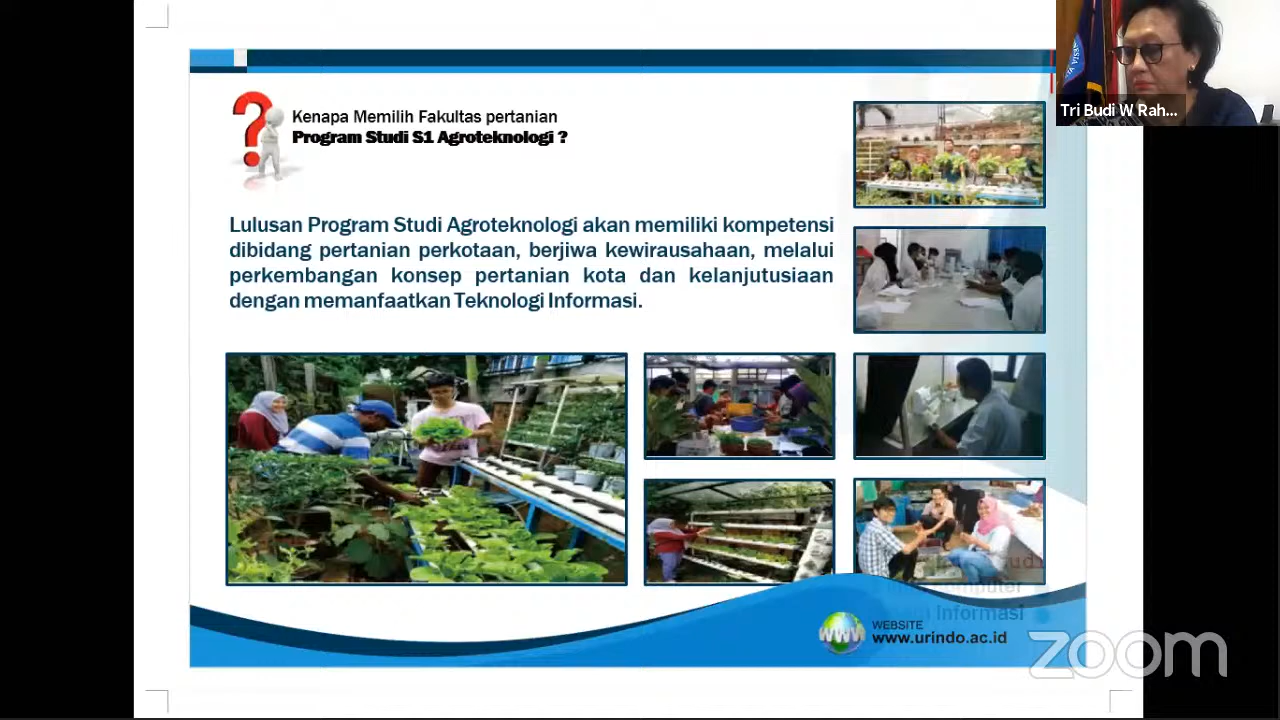 Kenapa Memilih Fakultas pertanian
Program Studi S1 Agroteknologi ?
Tri Budi W Rah...
Lulusan Program Studi Agroteknologi akan memiliki kompetensi
dibidang pertanian perkotaan, berjiwa kewirausahaan, melalui
perkembangan konsep pertanian kota dan kelanjutusiaan
dengan memanfaatkan Teknologi Informasi.
Informasi
WEBSITE
www.urindo.ac.id
www
zoom